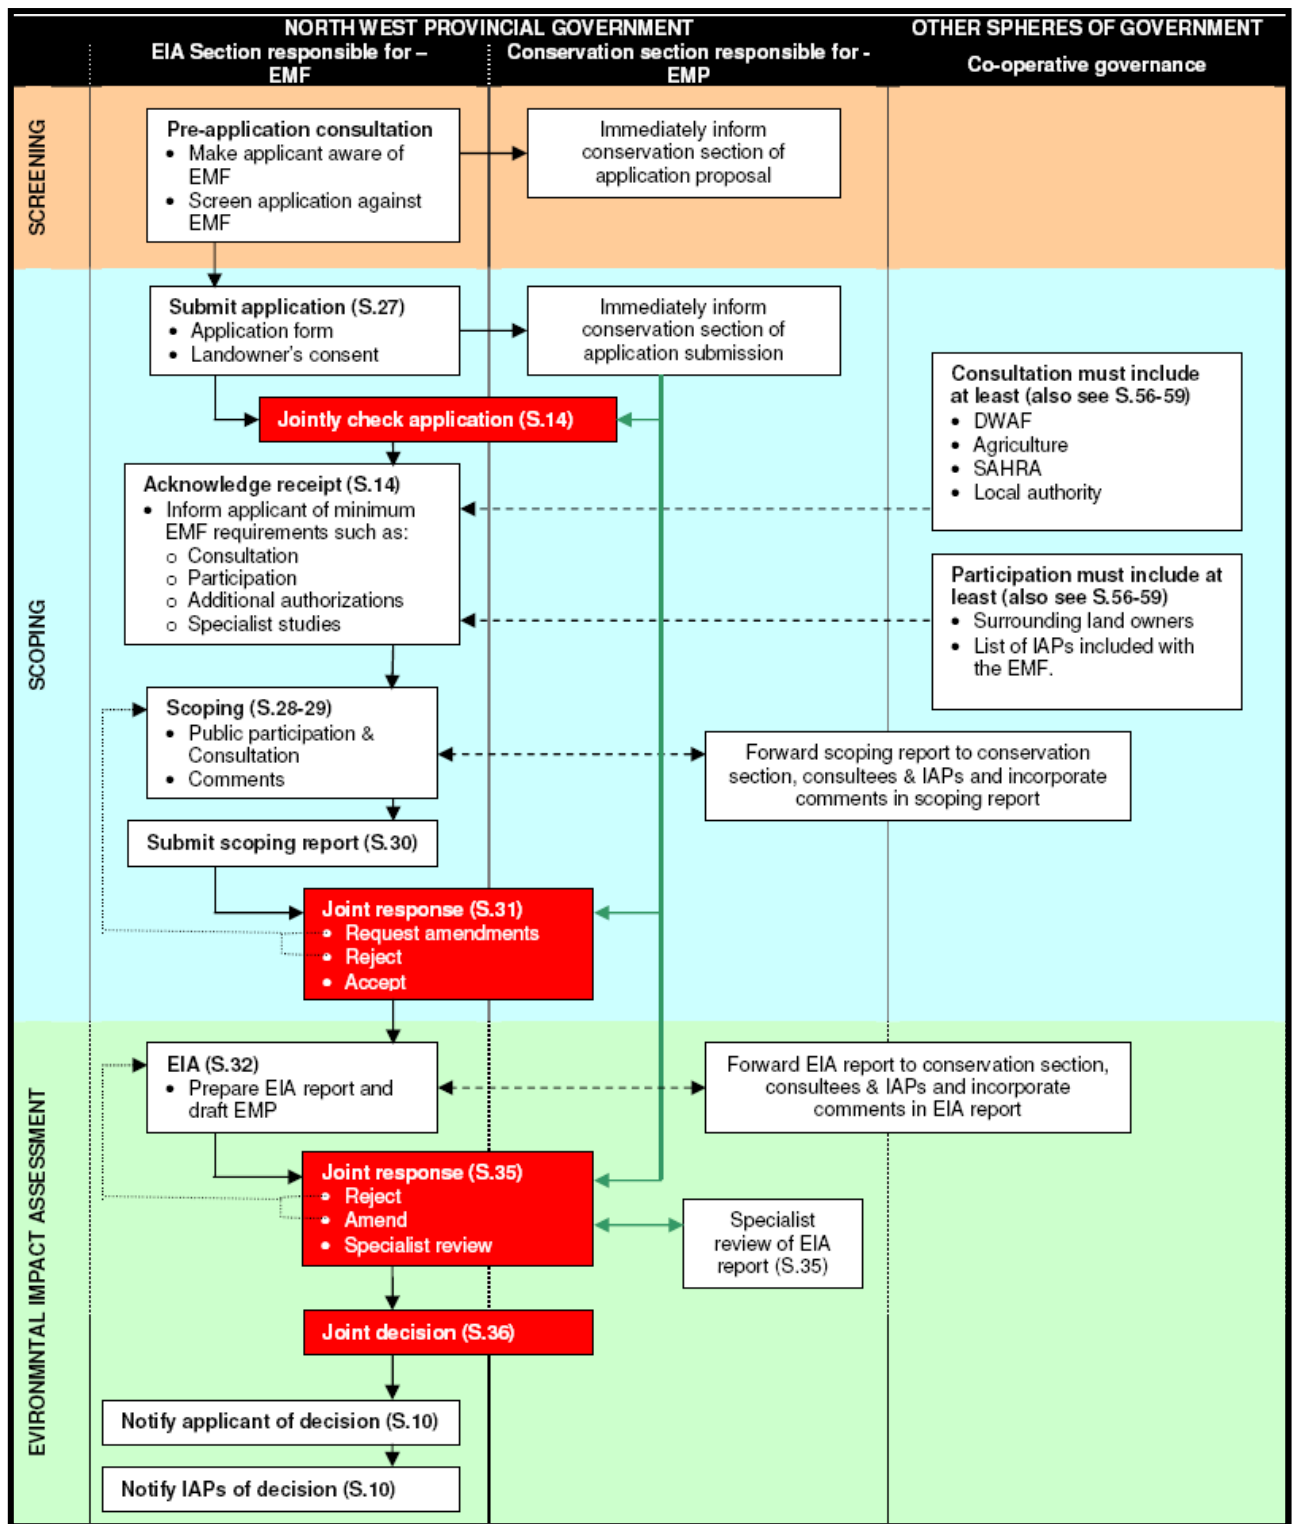 NORTH WEST PROVINCIAL GOVERNMENT
OTHER SPHERES OF GOVERNMENT
EIA Section responsible for –
EMF
Conservation section responsible for -
EMP
Co-operative governance
SCREENING
Pre-application consultation
• Make applicant aware of
EMF
• Screen application against
EMF
Immediately inform
conservation section of
application proposal
SCOPING
Submit application (S.27)
• Application form
• Landowner's consent
Immediately inform
conservation section of
application submission
Jointly check application (S.14)
Consultation must include
at least (also see S.56-59)
• DWAF
• Agriculture
• SAHRA
• Local authority
Acknowledge receipt (S.14)
• Inform applicant of minimum
EMF requirements such as:
o Consultation
o Participation
o Additional authorizations
o Specialist studies
Participation must include at
least (also see S.56-59)
• Surrounding land owners
• List of IAPs included with
the EMF.
Scoping (S.28-29)
• Public participation &
Consultation
• Comments
Forward scoping report to conservation
section, consultees & IAPs and incorporate
comments in scoping report
Submit scoping report (S.30)
Joint response (S.31)
• Request amendments
• Reject
• Accept
EVIRONMNTAL IMPACT ASSESSMENT
EIA (S.32)
• Prepare EIA report and
draft EMP
Forward EIA report to conservation section,
consultees & IAPs and incorporate
comments in EIA report
Joint response (S.35)
• Reject
• Amend
• Specialist review
Specialist
review of EIA
report (S.35)
Joint decision (S.36)
Notify applicant of decision (S.10)
Notify IAPs of decision (S.10)